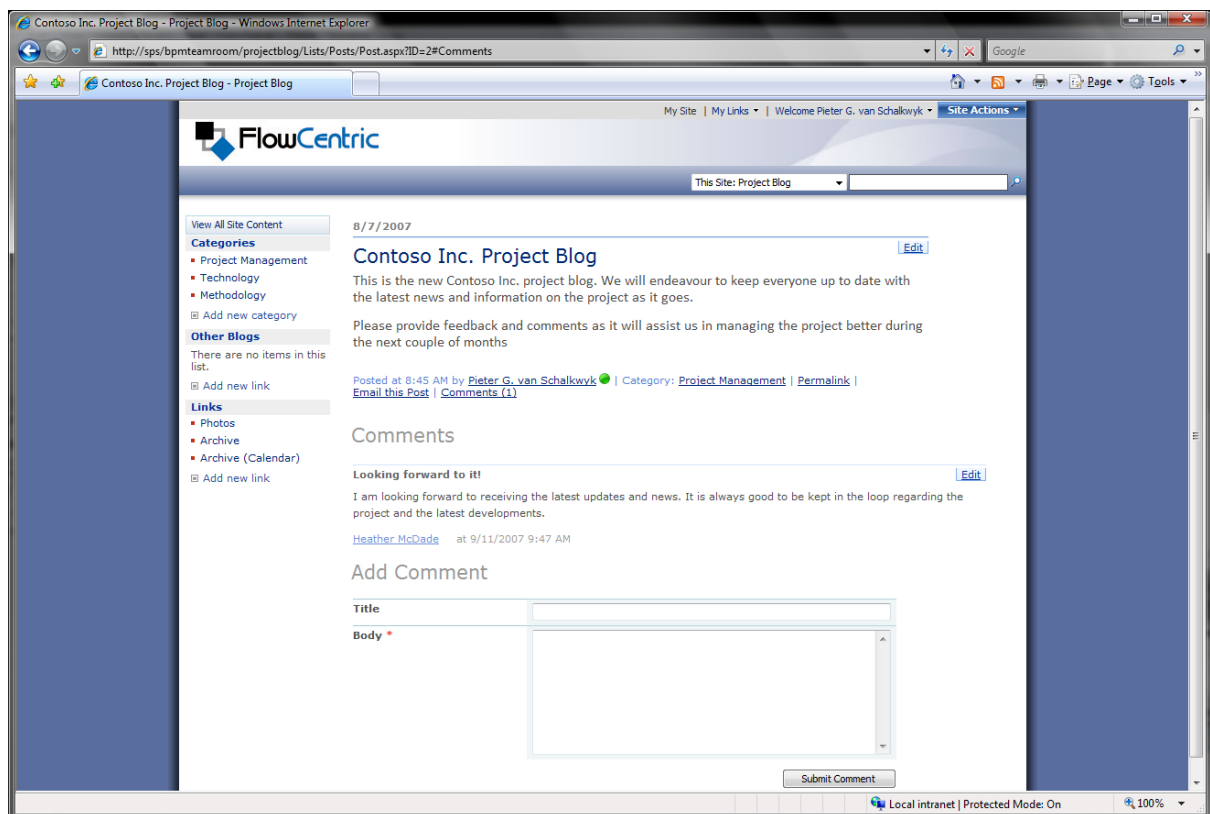 Contoso Inc. Project Blog - Project Blog - Windows Internet Explorer
http://sps/bpmteamroom/projectblog/Lists/Posts/Post.aspx?ID=2#Comments
Google
Contoso Inc. Project Blog - Project Blog
Page
Tools
My Site | My Links | Welcome Pieter G. van Schalkwyk
Site Actions
FlowCentric
This Site: Project Blog
View All Site Content
Categories
Project Management
Technology
Methodology
Add new category
Other Blogs
There are no items in this
list.
Add new link
Links
Photos
Archive
Archive (Calendar)
Add new link
8/7/2007
Contoso Inc. Project Blog
Edit
This is the new Contoso Inc. project blog. We will endeavour to keep everyone up to date with
the latest news and information on the project as it goes.
Please provide feedback and comments as it will assist us in managing the project better during
the next couple of months
Posted at 8:45 AM by Pieter G. van Schalkwyk | Category: Project Management | Permalink |
Email this Post | Comments (1)
Comments
Looking forward to it!
Edit
I am looking forward to receiving the latest updates and news. It is always good to be kept in the loop regarding the
project and the latest developments.
Heather McDade at 9/11/2007 9:47 AM
Add Comment
Title
Body *
Submit Comment
Local intranet | Protected Mode: On
100%